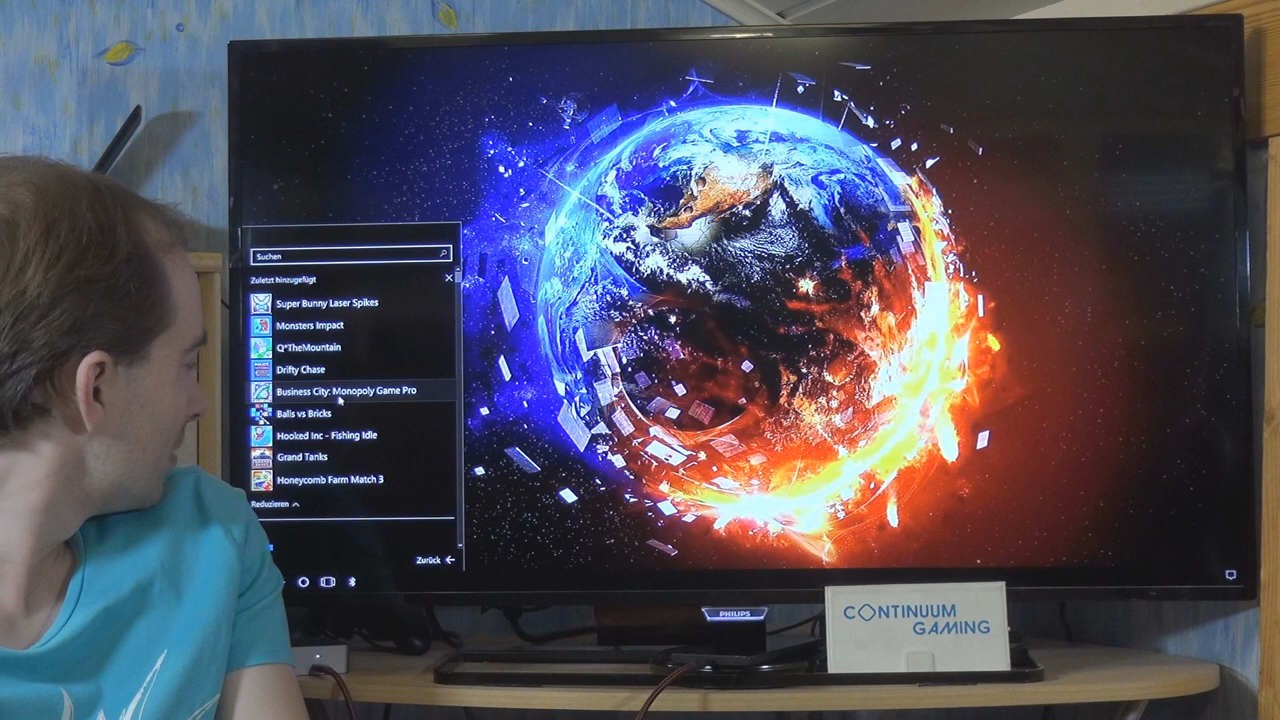 Suchen
Zuletzt hinzugefügt
Super Bunny Laser Spikes
Monsters Impact
Q*TheMountain
Drifty Chase
Business City: Monopoly Game Pro
Balls vs Bricks
Hooked Inc - Fishing Idle
Grand Tanks
Honeycomb Farm Match 3
Reduzieren
Zurück
PHILIPS
CONTINUUM
GAMING